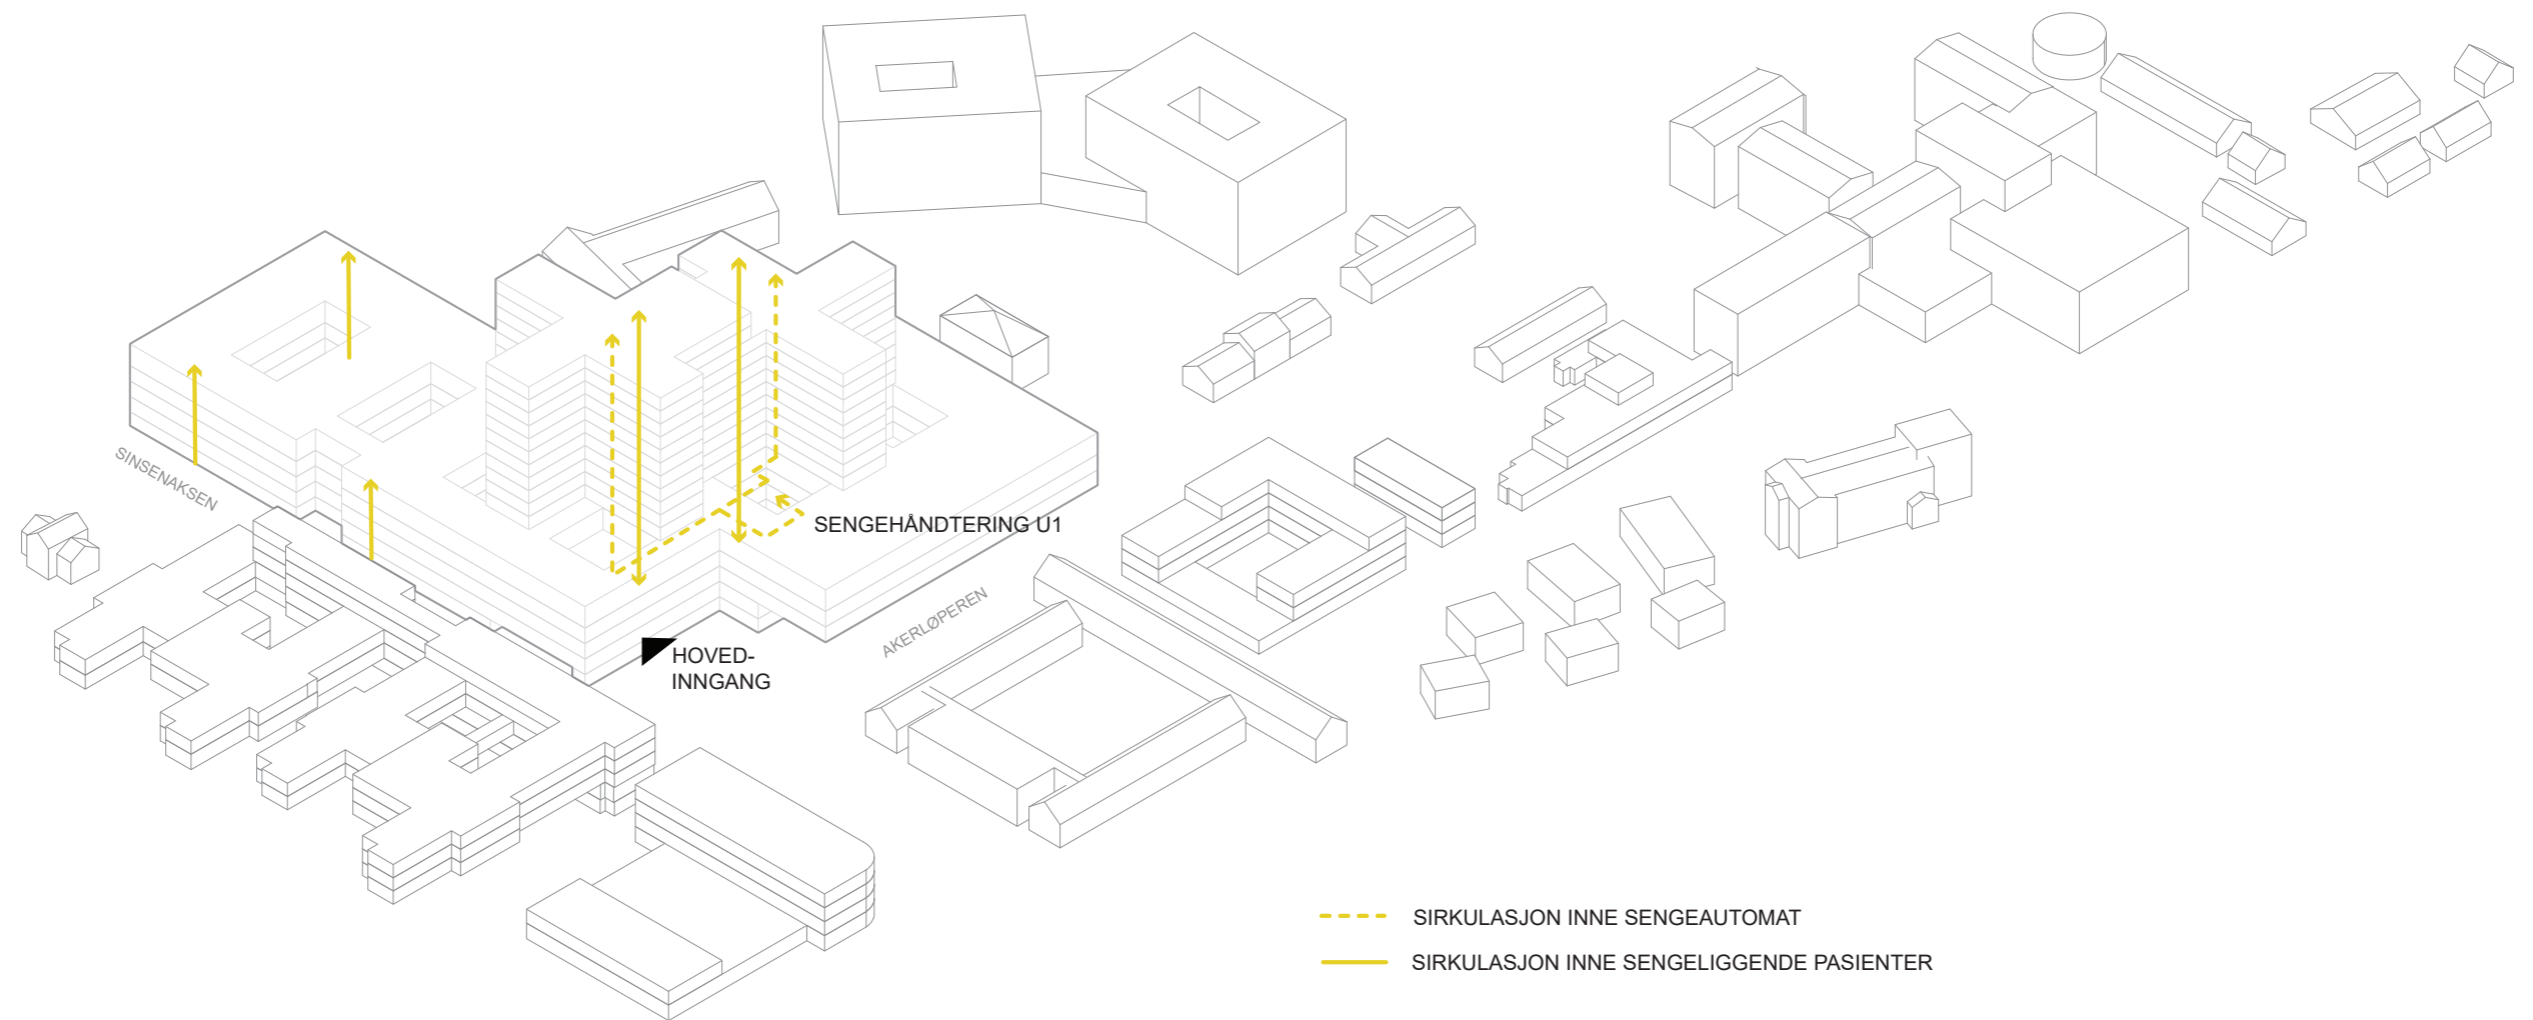 SINSENAKSEN
SENGEHÅNDTERING U1
AKERLØPEREN
HOVED-
INNGANG
SIRKULASJON INNE SENGEAUTOMAT
SIRKULASJON INNE SENGELIGGENDE PASIENTER